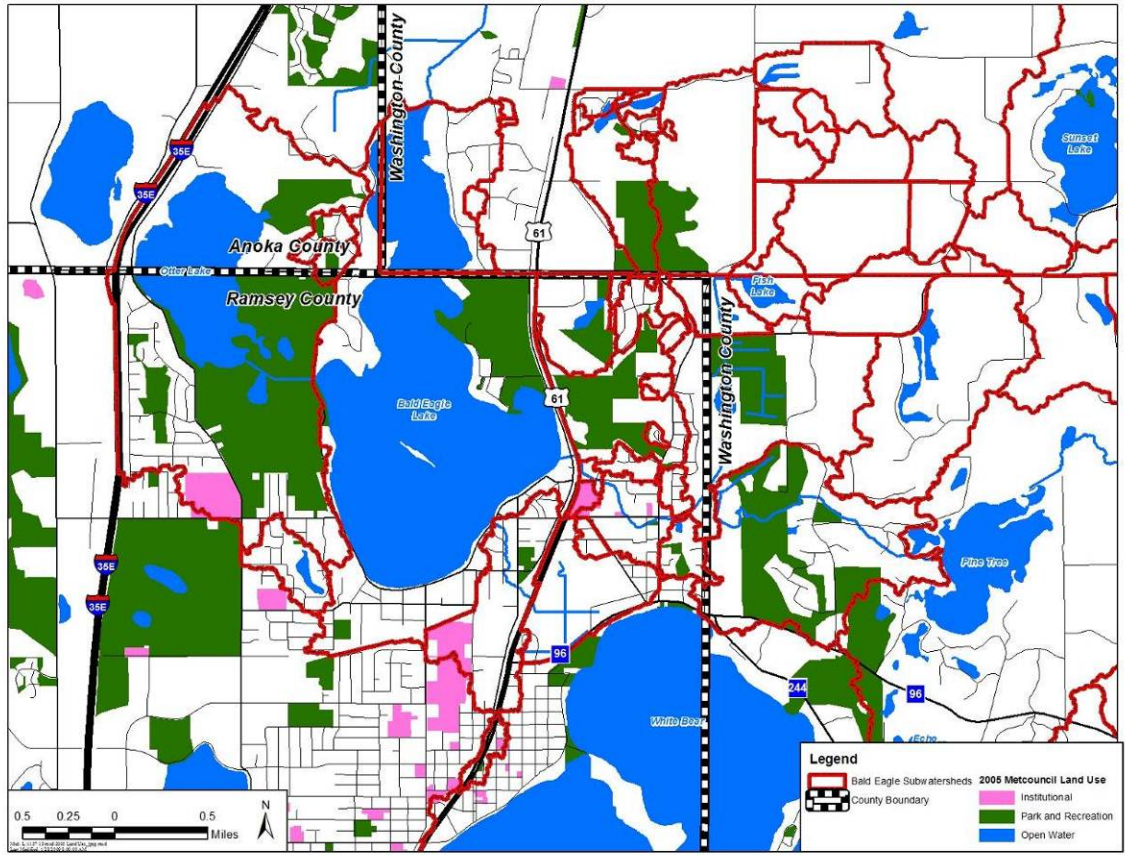 Washington County
35E
Sunset
Lake
35E
61
Anoka County
Otter Lake
Ramsey County
Fish
Lake
Washington County
61
Bald Eagle
Lake
35E
Pine Tree
35E
96
244
96
White Bear
Echo
Legend
Bald Eagle Subwatersheds
County Boundary
2005 Metcouncil Land Use
Institutional
Park and Recreation
Open Water
0.5 0.25 0 0.5
Miles
N